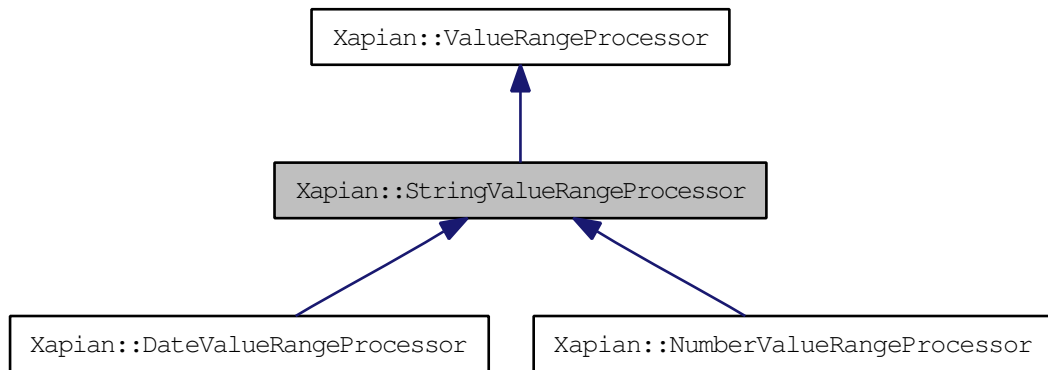 Xapian::ValueRangeProcessor
Xapian::StringValueRangeProcessor
Xapian::DateValueRangeProcessor
Xapian::NumberValueRangeProcessor